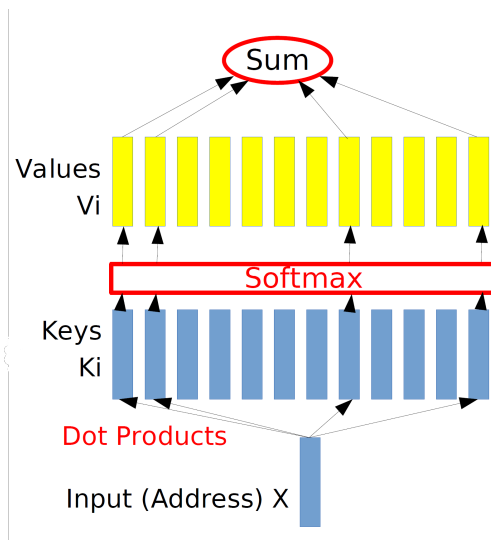 Sum
Values
Vi
Softmax
Keys
Ki
Dot Products
Input (Address) X